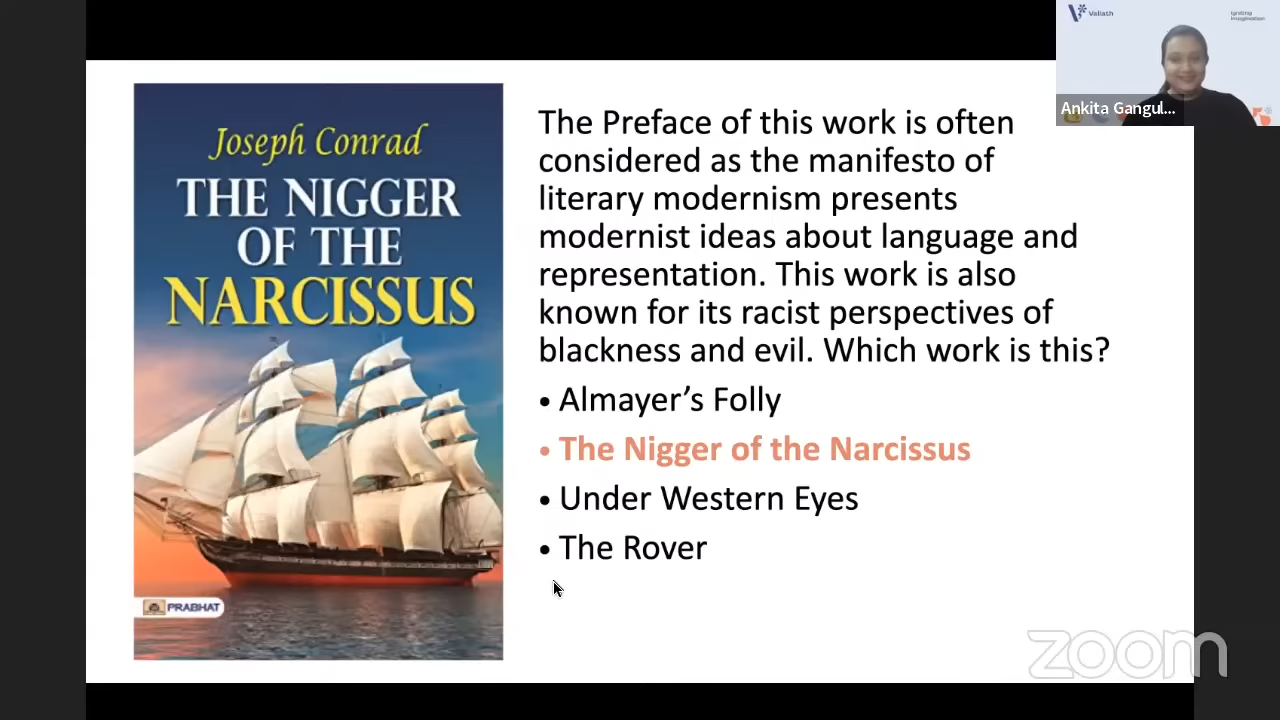 Valiath
Igniting
Imagination
Ankita Gangul...
Joseph Conrad
THE NIGGER
OF THE
NARCISSUS
PRABHAT
The Preface of this work is often
considered as the manifesto of
literary modernism presents
modernist ideas about language and
representation. This work is also
known for its racist perspectives of
blackness and evil. Which work is this?
• Almayer’s Folly
• The Nigger of the Narcissus
• Under Western Eyes
• The Rover
zoom